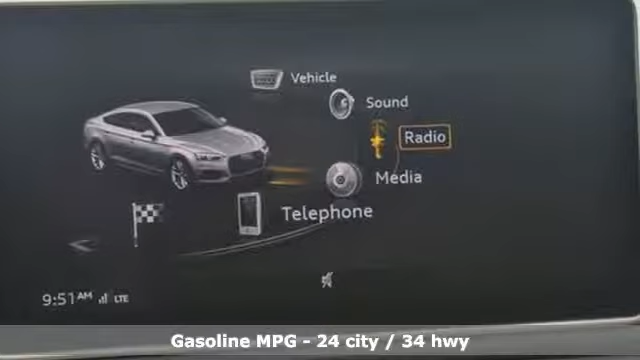 Vehicle
Sound
Radio
Media
Telephone
9:51AM LTE
Gasoline MPG - 24 city / 34 hwy